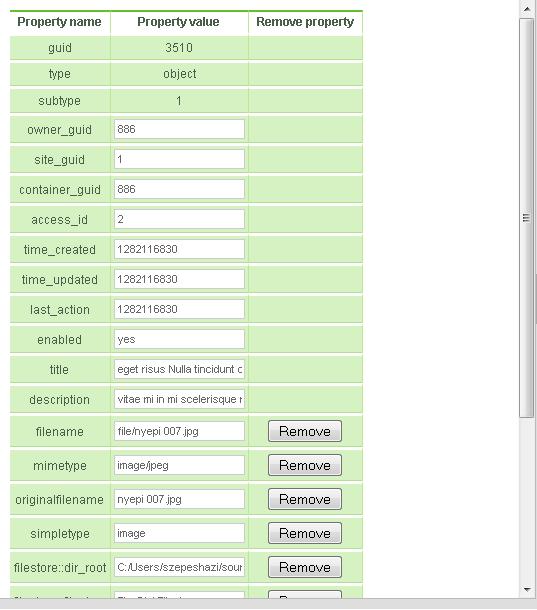 Property name Property value Remove property
guid 3510
type object
subtype 1
owner_guid 886
site_guid 1
container_guid 886
access_id 2
time_created 1282116830
time_updated 1282116830
last_action 1282116830
enabled yes
title eget risus Nulla tincidunt
description vitae mi in mi scelerisque
filename file/nyepi 007.jpg Remove
mimetype image/jpeg Remove
originalfilename nyepi 007.jpg Remove
simpletype image Remove
filestore::dir_root C:/Users/szepeshazi/sour Remove